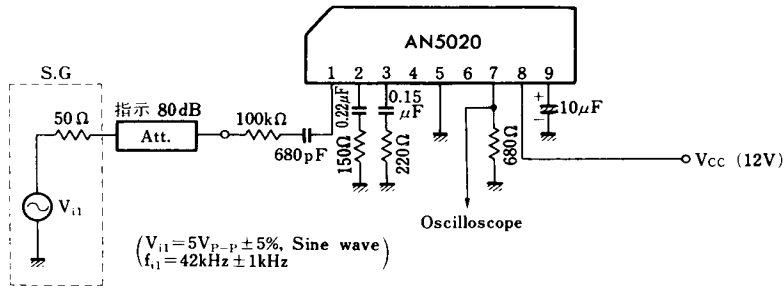 AN5020
1 2 3 4 5 6 7 8 9
S.G
50Ω
指示 80dB
Att.
100kΩ
680pF
0.22μF
150Ω
0.15
μF
220Ω
680Ω
10μF
+
−
VCC (12V)
Vi1
Oscilloscope
(Vi1=5VP-P±5%, Sine wave
fi1=42kHz±1kHz)